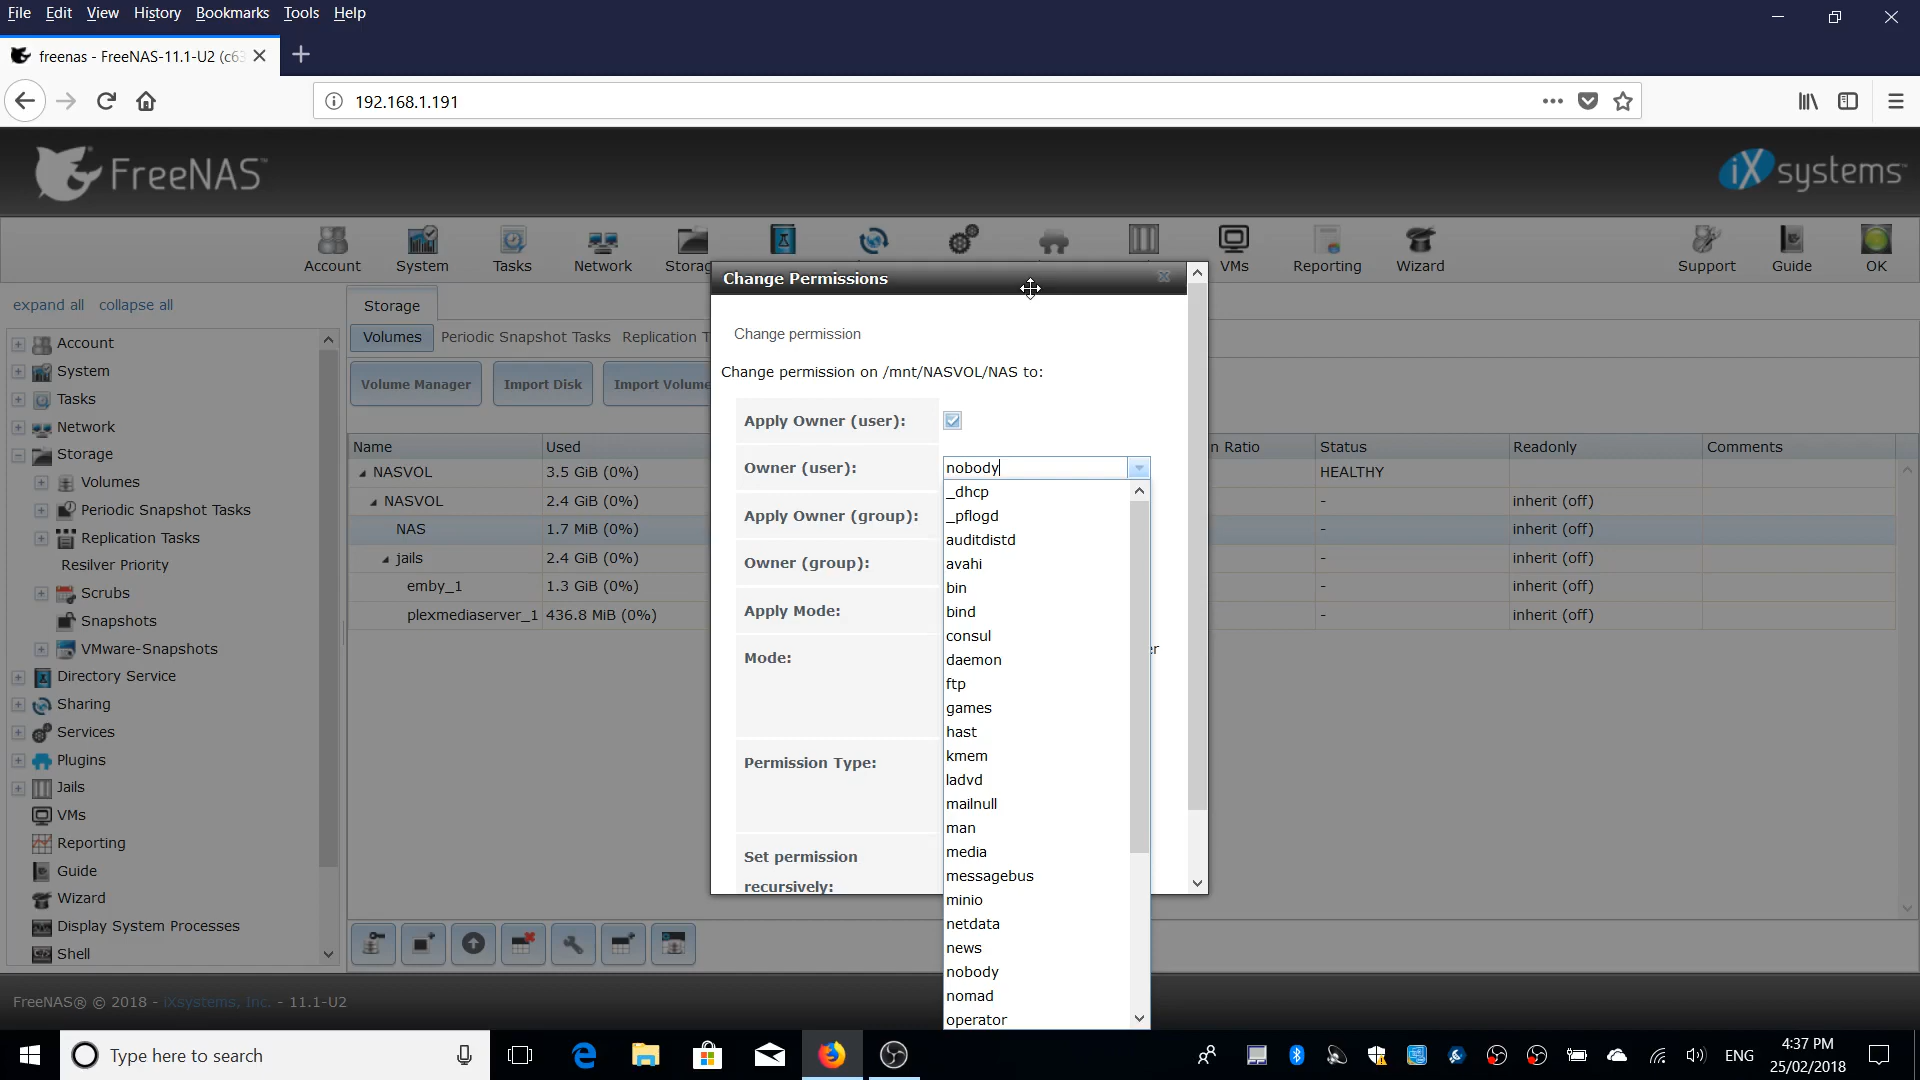 File Edit View History Bookmarks Tools Help
freenas - FreeNAS-11.1-U2 (c63
192.168.1.191
FreeNAS™
iXsystems
Account System Tasks Network Storag VMs Reporting Wizard Support Guide OK
expand all collapse all
Account
System
Tasks
Network
Storage
Volumes
Periodic Snapshot Tasks
Replication Tasks
Resilver Priority
Scrubs
Snapshots
VMware-Snapshots
Directory Service
Sharing
Services
Plugins
Jails
VMs
Reporting
Guide
Wizard
Display System Processes
Shell
Storage
Volumes Periodic Snapshot Tasks Replication T
Volume Manager Import Disk Import Volume
Name Used n Ratio Status Readonly Comments
NASVOL 3.5 GiB (0%) HEALTHY
NASVOL 2.4 GiB (0%) - inherit (off)
NAS 1.7 MiB (0%) - inherit (off)
jails 2.4 GiB (0%) - inherit (off)
emby_1 1.3 GiB (0%) - inherit (off)
plexmediaserver_1 436.8 MiB (0%) - inherit (off)
Change Permissions
Change permission
Change permission on /mnt/NASVOL/NAS to:
Apply Owner (user):
Owner (user): nobody
Apply Owner (group):
Owner (group):
Apply Mode:
Mode:
Permission Type:
Set permission
recursively:
_dhcp
_pflogd
auditdistd
avahi
bin
bind
consul
daemon
ftp
games
hast
kmem
ladvd
mailnull
man
media
messagebus
minio
netdata
news
nobody
nomad
operator
FreeNAS® © 2018 - iXsystems, Inc. - 11.1-U2
Type here to search
ENG
4:37 PM
25/02/2018